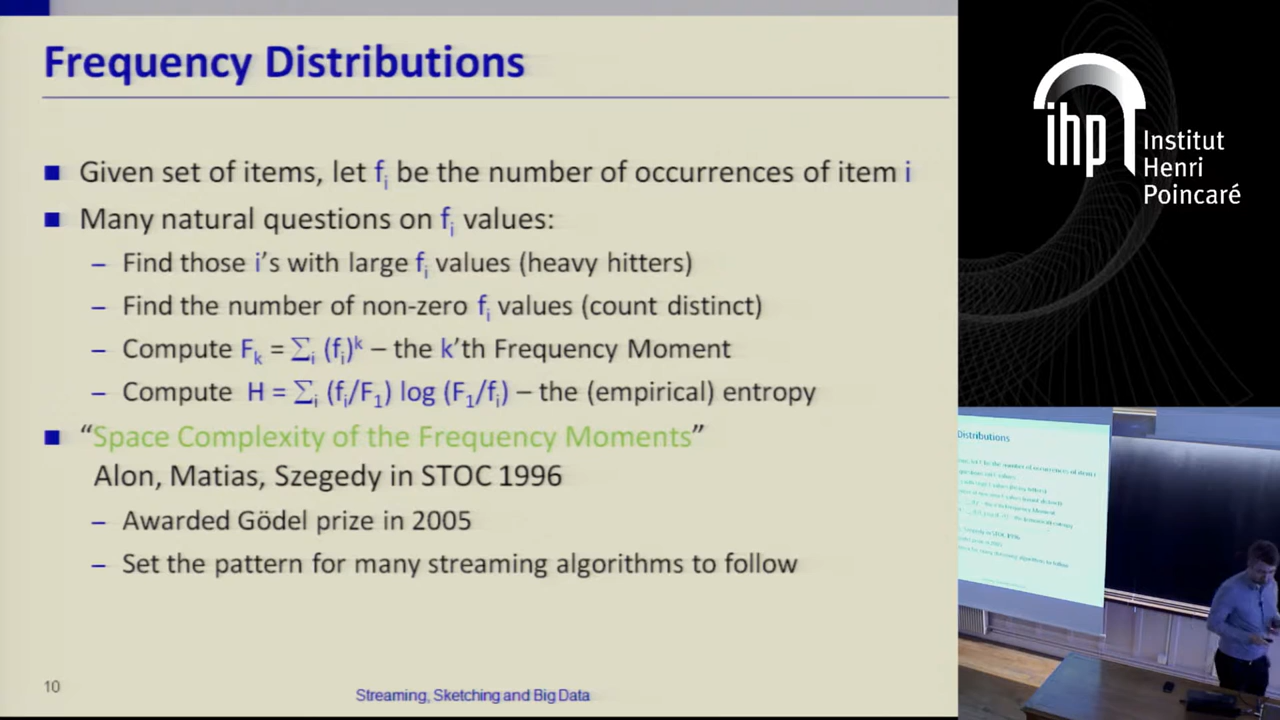 Frequency Distributions
■ Given set of items, let fᵢ be the number of occurrences of item i
■ Many natural questions on fᵢ values:
– Find those i's with large fᵢ values (heavy hitters)
– Find the number of non-zero fᵢ values (count distinct)
– Compute Fₖ = ∑ᵢ (fᵢ)ᵏ – the k'th Frequency Moment
– Compute H = ∑ᵢ (fᵢ/F₁) log (F₁/fᵢ) – the (empirical) entropy
■ “Space Complexity of the Frequency Moments”
Alon, Matias, Szegedy in STOC 1996
– Awarded Gödel prize in 2005
– Set the pattern for many streaming algorithms to follow
10
Streaming, Sketching and Big Data
ihp
Institut
Henri
Poincaré
Distributions